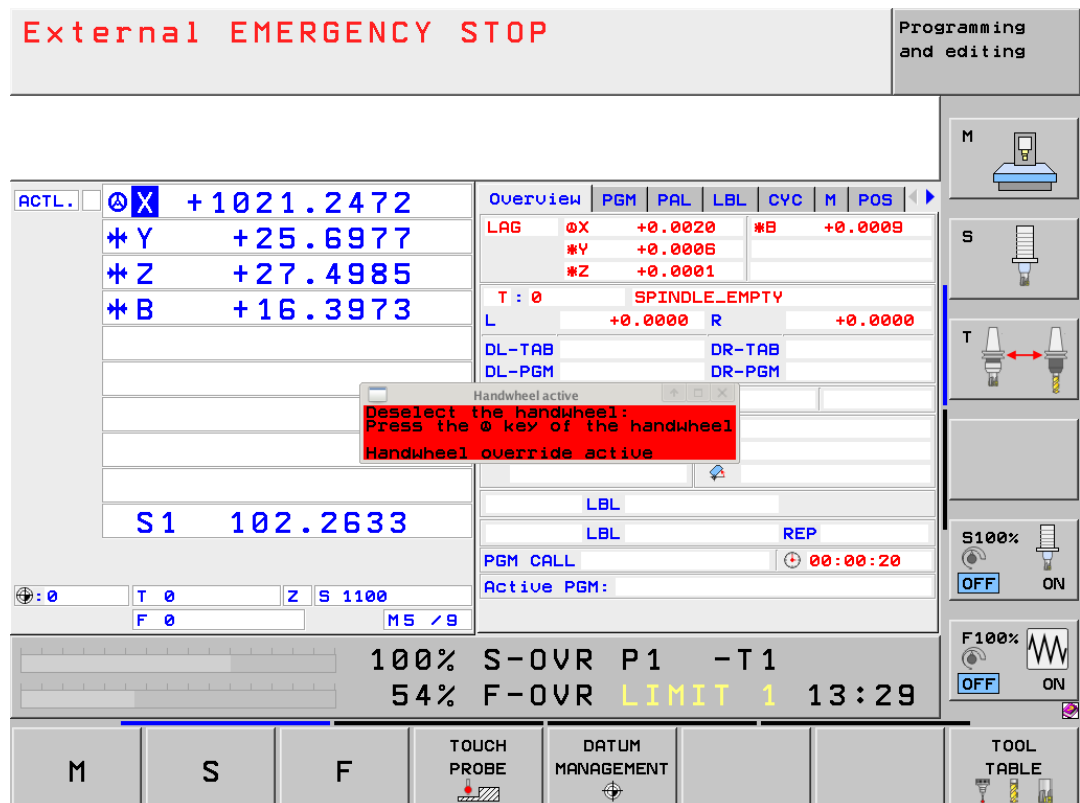 External EMERGENCY STOP
Programming
and editing
M
ACTL. X +1021.2472
Y +25.6977
Z +27.4985
B +16.3973
S1 102.2633
Overview PGM PAL LBL CYC M POS
LAG X +0.0020 *B +0.0009
*Y +0.0006
*Z +0.0001
T : 0 SPINDLE_EMPTY
L +0.0000 R +0.0000
DL-TAB DR-TAB
DL-PGM DR-PGM
Handwheel active
Deselect the handwheel:
Press the key of the handwheel
Handwheel override active
LBL
LBL REP
PGM CALL 00:00:20
Active PGM:
:0 T 0 Z S 1100
F 0 M5 /9
100% S-OVR P1 -T1
54% F-OVR LIMIT 1 13:29
S
T
S100%
OFF ON
F100%
OFF ON
M
S
F
TOUCH
PROBE
DATUM
MANAGEMENT
TOOL
TABLE